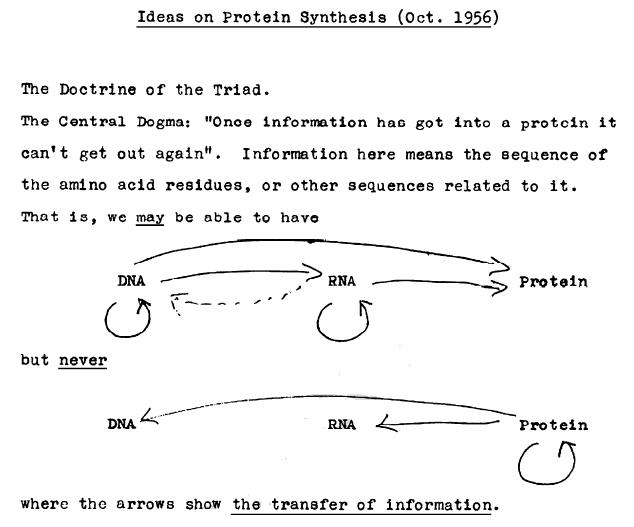 Ideas on Protein Synthesis (Oct. 1956)
The Doctrine of the Triad.
The Central Dogma: "Once information has got into a protein it
can't get out again". Information here means the sequence of
the amino acid residues, or other sequences related to it.
That is, we may be able to have
DNA RNA Protein
but never
DNA RNA Protein
where the arrows show the transfer of information.